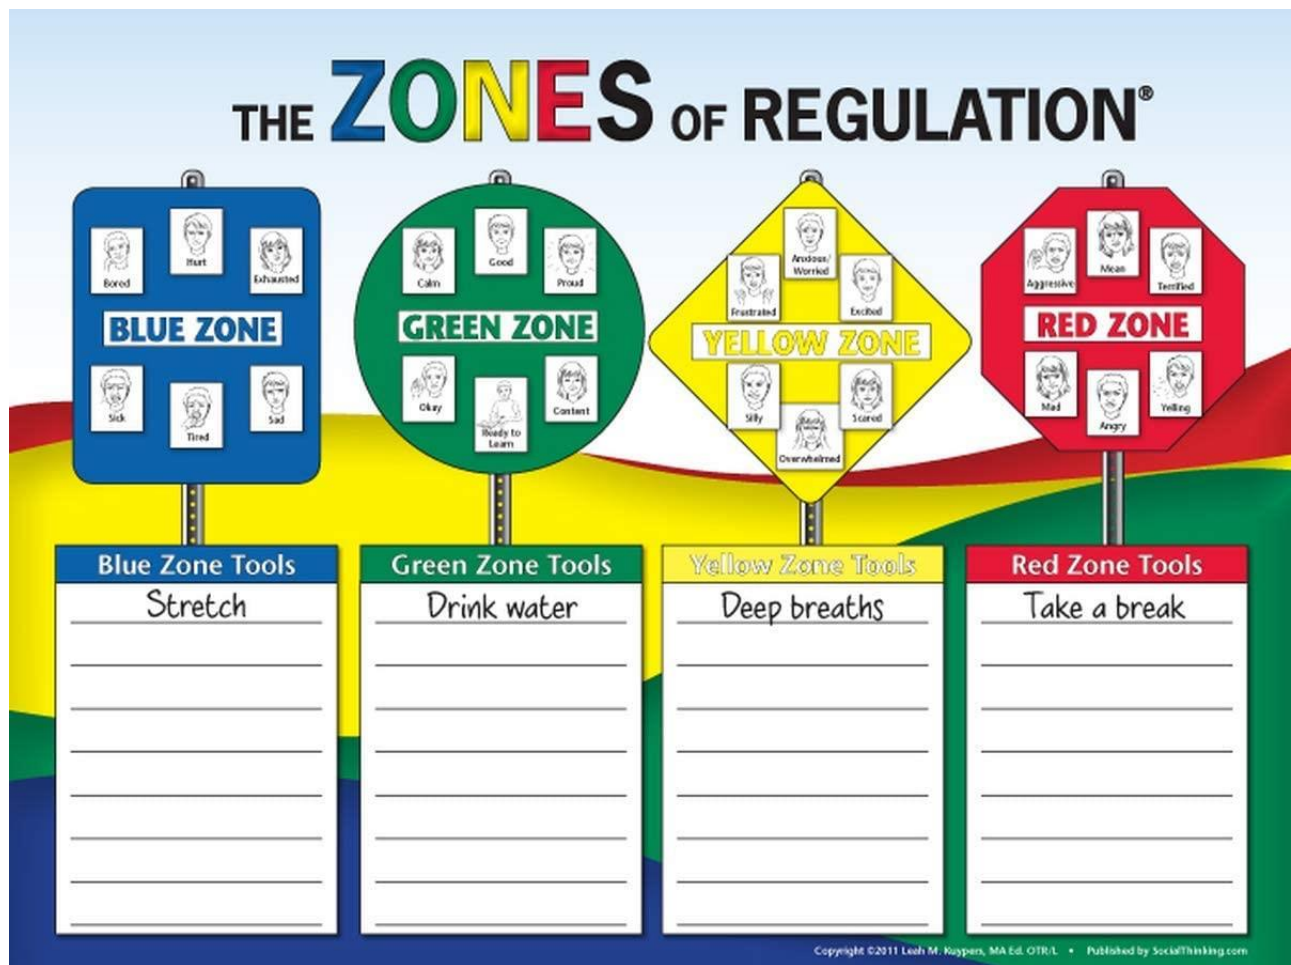 THE ZONES OF REGULATION®
Hurt
Bored
Exhausted
BLUE ZONE
Sick
Tired
Sad
Good
Calm
Proud
GREEN ZONE
Okay
Ready to
Learn
Content
Anxious/
Worried
Frustrated
Excited
YELLOW ZONE
Silly
Scared
Overwhelmed
Mean
Aggressive
Terrified
RED ZONE
Mad
Angry
Yelling
Blue Zone Tools
Stretch
Green Zone Tools
Drink water
Yellow Zone Tools
Deep breaths
Red Zone Tools
Take a break
Copyright ©2011 Leah M. Kuypers, MA Ed. OTR/L • Published by SocialThinking.com